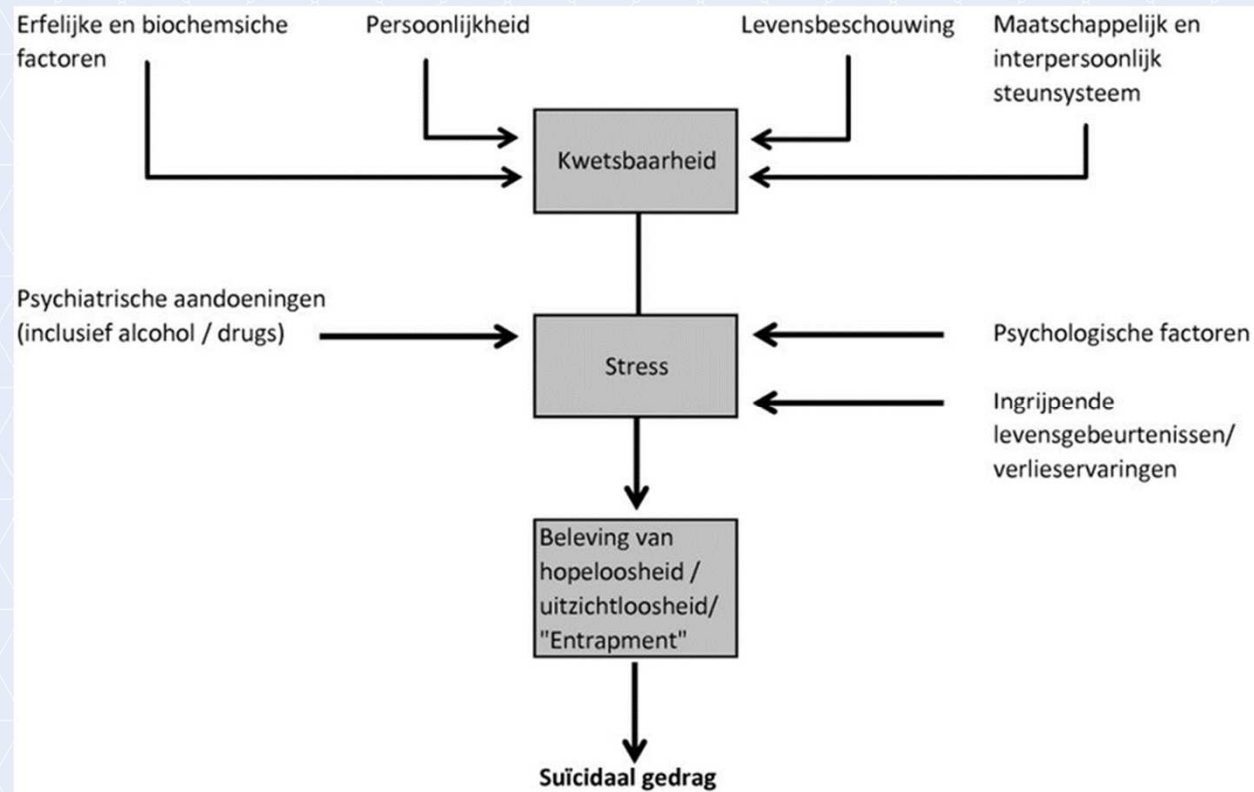 Erfelijke en biochemsiche
factoren
Persoonlijkheid
Levensbeschouwing
Maatschappelijk en
interpersoonlijk
steunsysteem
Kwetsbaarheid
Psychiatrische aandoeningen
(inclusief alcohol / drugs)
Stress
Psychologische factoren
Ingrijpende
levensgebeurtenissen/
verlieservaringen
Beleving van
hopeloosheid /
uitzichtloosheid/
"Entrapment"
Suïcidaal gedrag